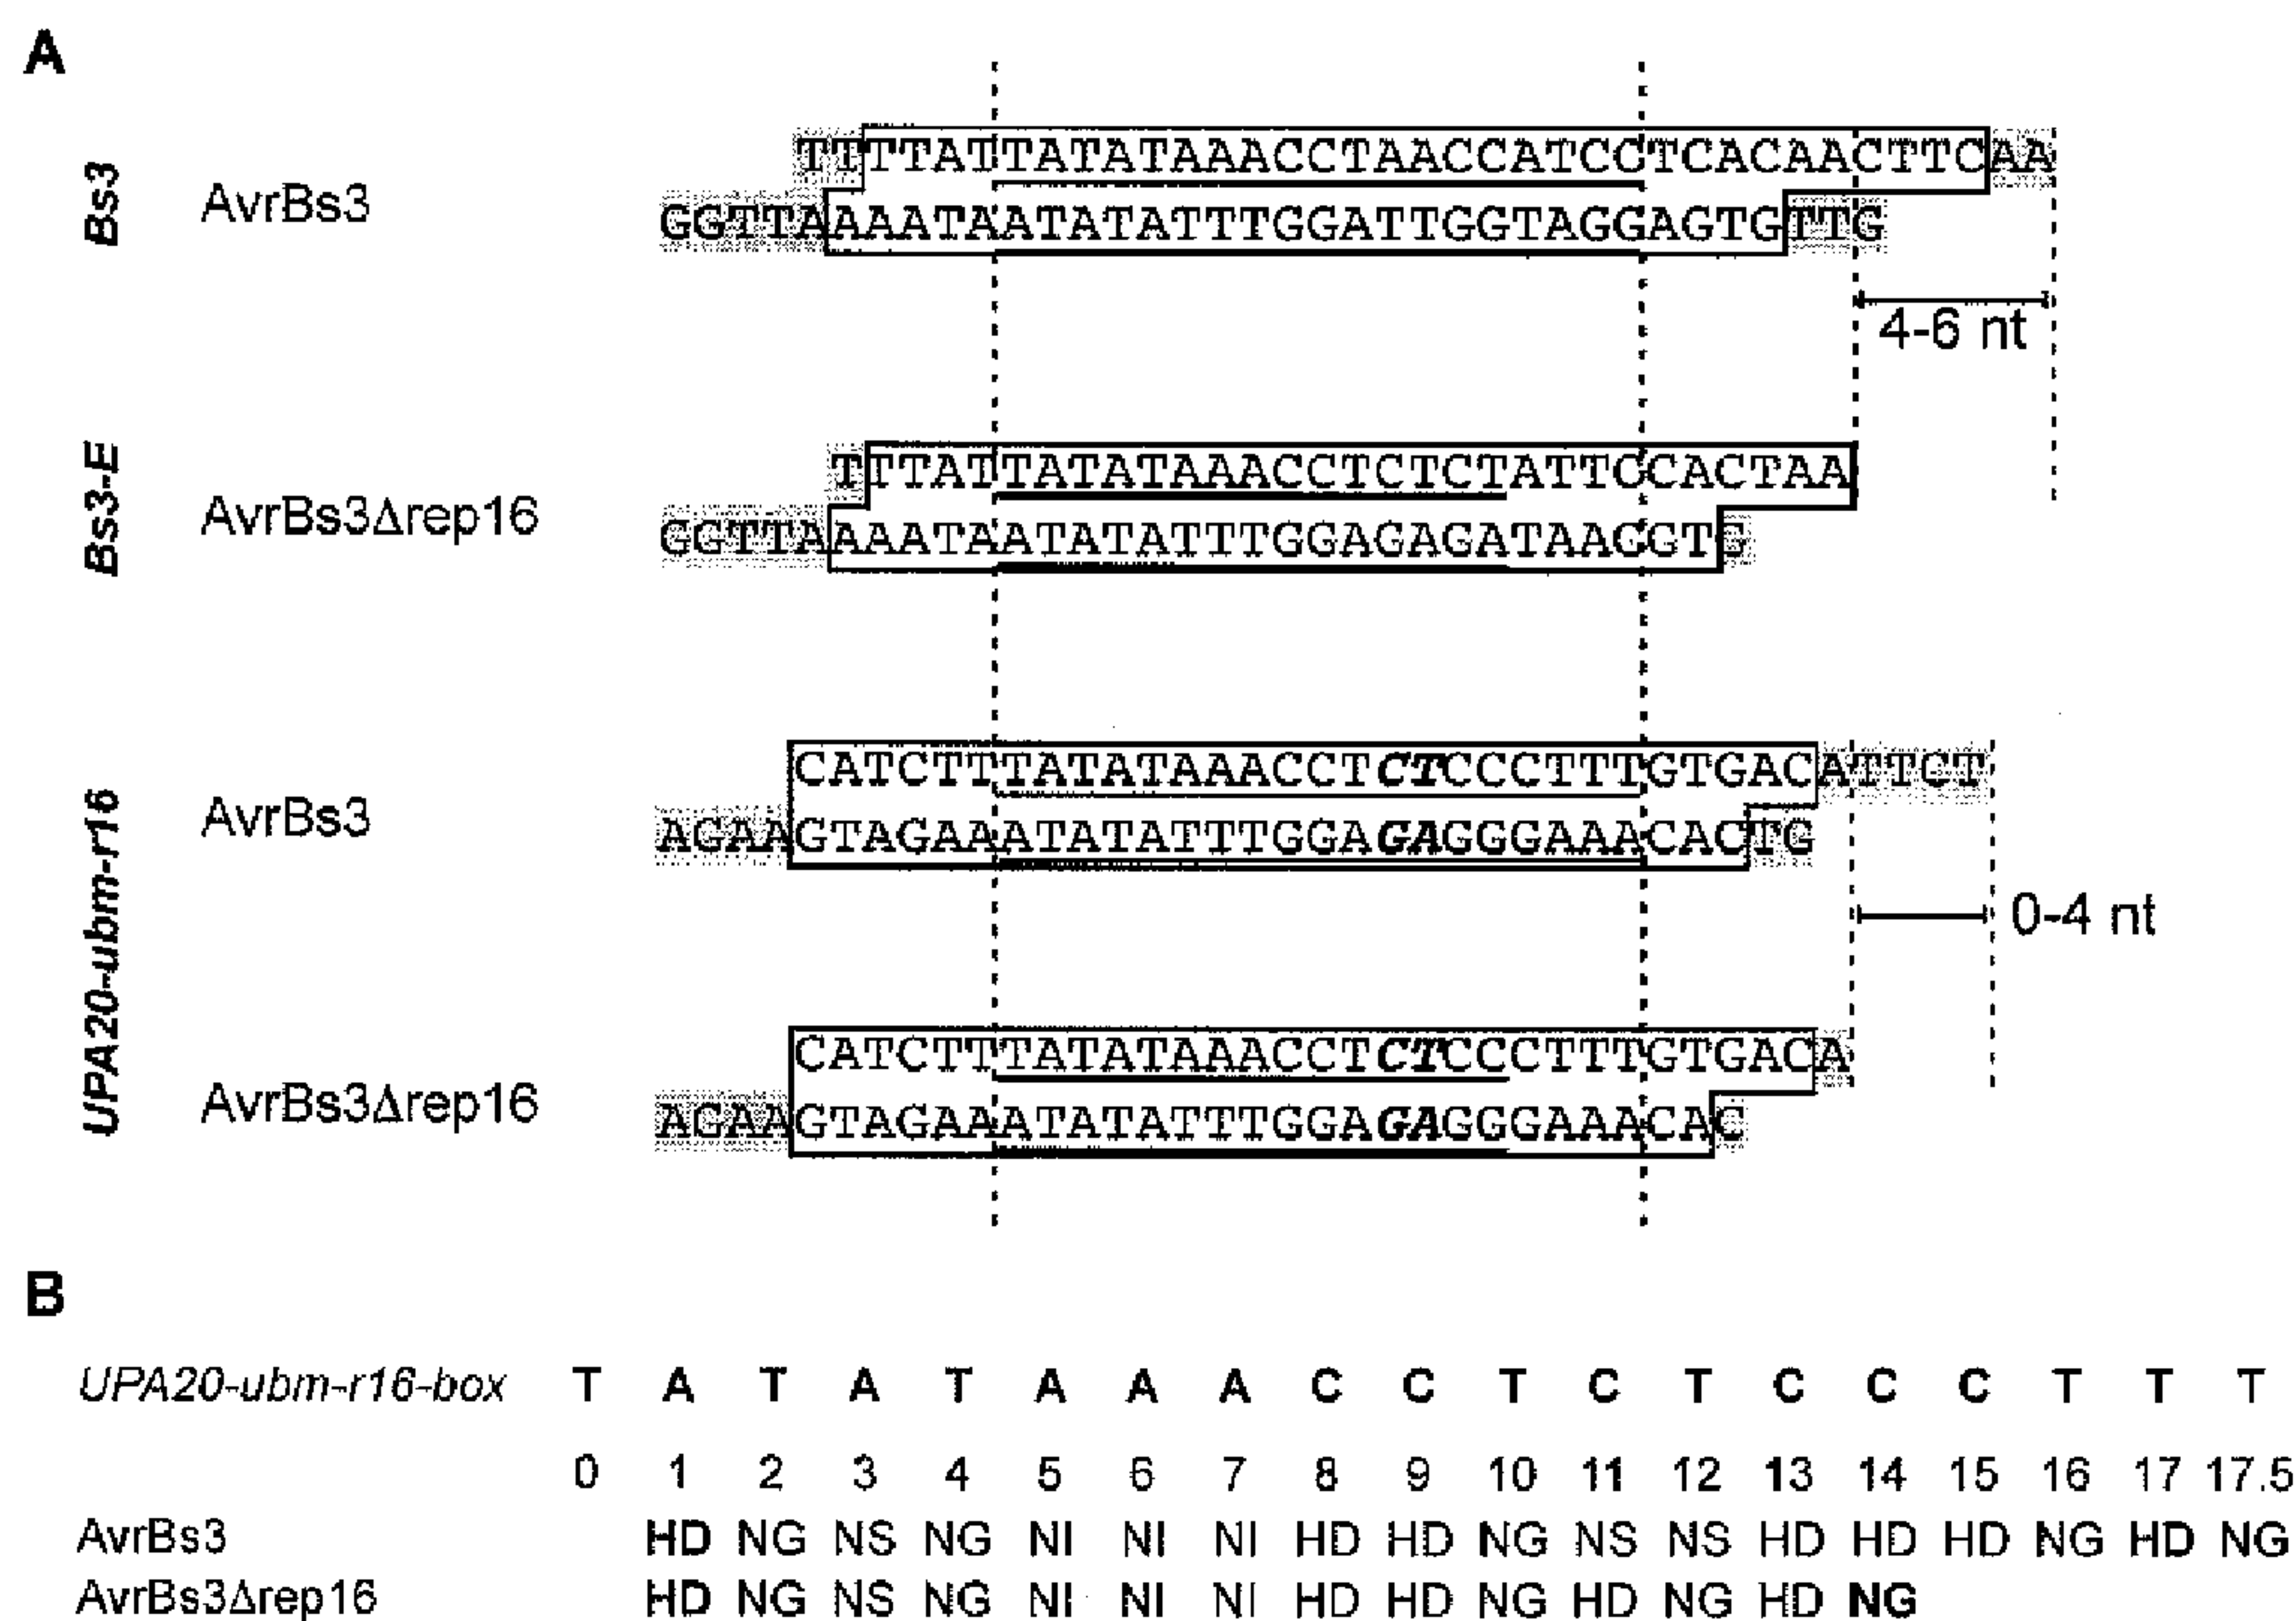 A
Bs3
AvrBs3
TTTTATTATATAAACCTAACCATCCTCACAACTTCAA
GGTTAAAATAATATATTTGGATTGGTAGGAGTGTTG
4-6 nt
Bs3-E
AvrBs3Δrep16
TTTATTATATAAACCTCTCTATTCCACTAA
GGTTAAAATAATATATTTGGAGAGATAAGGTG
UPA20-ubm-r16
AvrBs3
CATCTTTATATAAACCTCTCCCTTTGTGACATTCT
AGAAGTAGAAATATATTTGGAGAGGGAAACACTG
0-4 nt
AvrBs3Δrep16
CATCTTTATATAAACCTCTCCCTTTGTGACA
AGAAGTAGAAATATATTTGGAGAGGGAAACAC
B
UPA20-ubm-r16-box T A T A T A A A C C T C T C C C T T T
0 1 2 3 4 5 6 7 8 9 10 11 12 13 14 15 16 17 17.5
AvrBs3 HD NG NS NG NI NI NI HD HD NG NS NS HD HD HD NG HD NG
AvrBs3Δrep16 HD NG NS NG NI NI NI HD HD NG HD NG HD NG